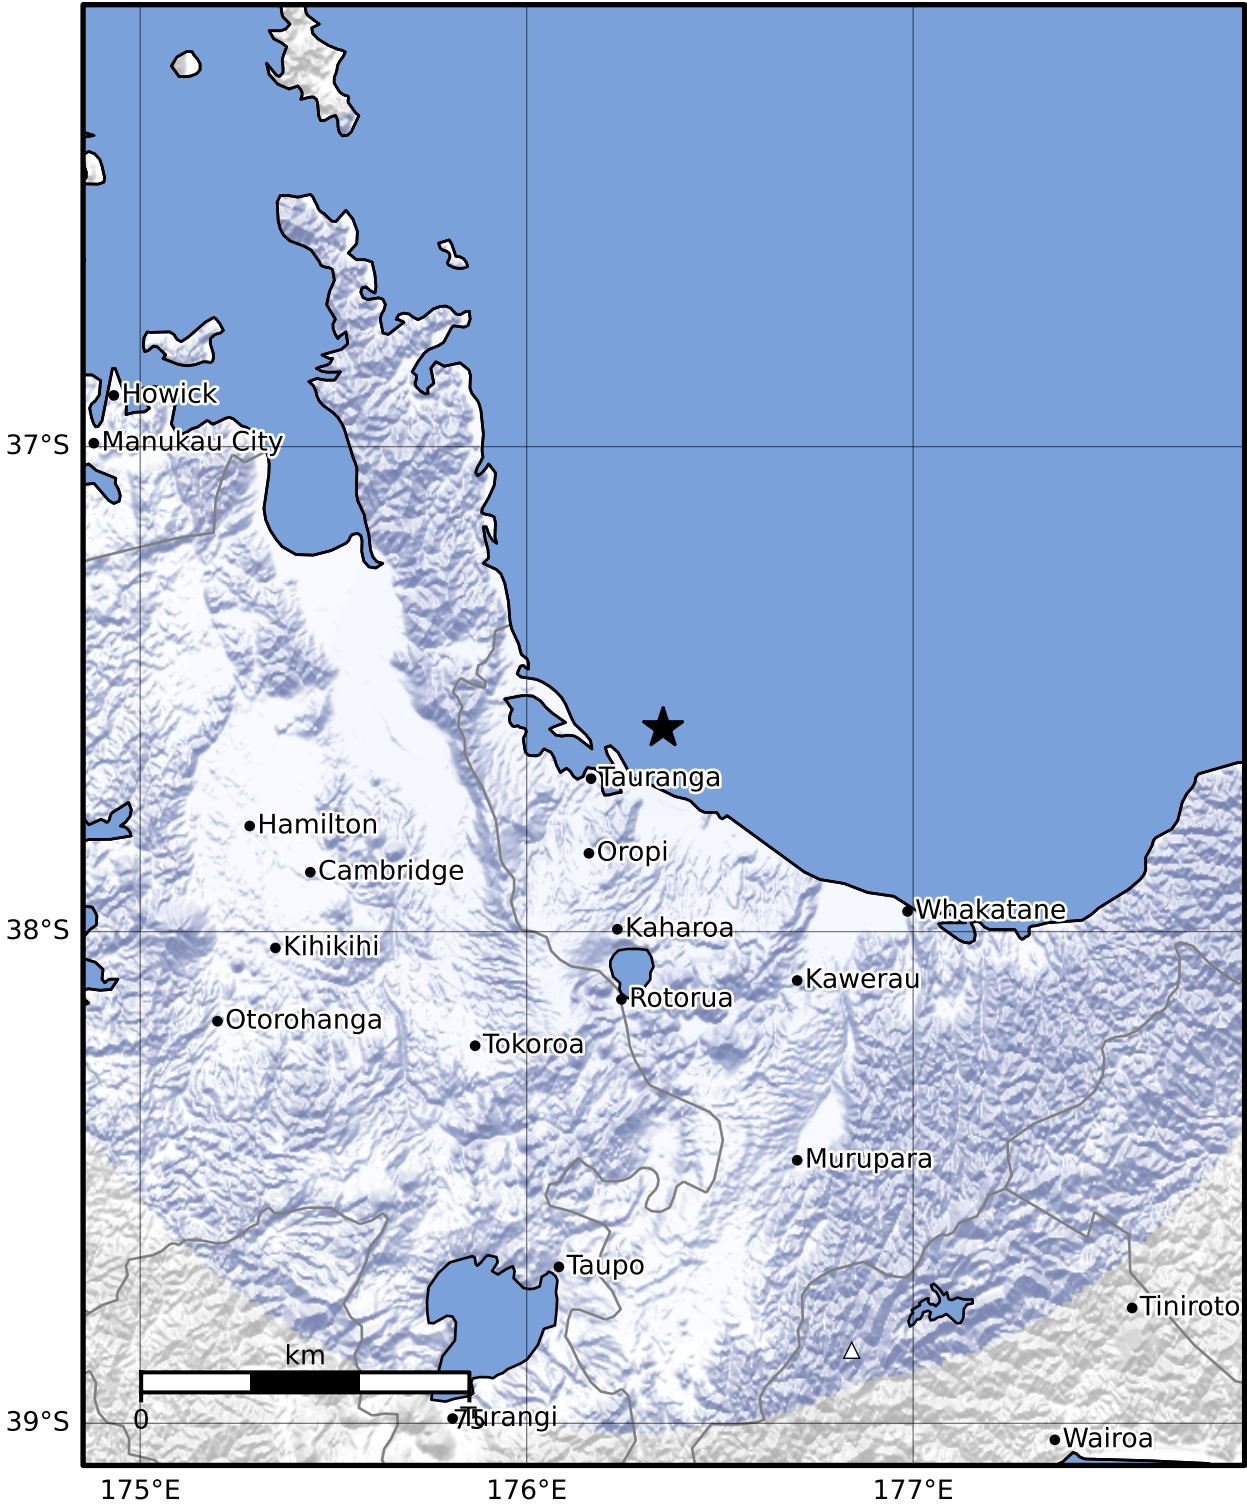 Howick
37°S
Manukau City
Tauranga
Hamilton
Oropi
Cambridge
Whakatane
38°S
Kaharoa
Kihikihi
Kawerau
Rotorua
Otorohanga
Tokoroa
Murupara
Taupo
Tiniroto
km
0
75
Turangi
39°S
Wairoa
175°E
176°E
177°E